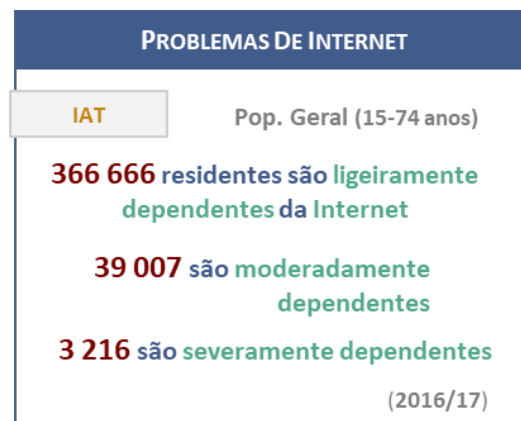 PROBLEMAS DE INTERNET
IAT
Pop. Geral (15-74 anos)
366 666 residentes são ligeiramente
dependentes da Internet
39 007 são moderadamente
dependentes
3 216 são severamente dependentes
(2016/17)